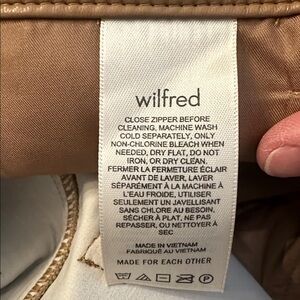 wilfred
CLOSE ZIPPER BEFORE
CLEANING, MACHINE WASH
COLD SEPARATELY, ONLY
NON-CHLORINE BLEACH WHEN
NEEDED, DRY FLAT, DO NOT
IRON, OR DRY CLEAN.
FERMER LA FERMETURE ÉCLAIR
AVANT DE LAVER, LAVER
SÉPARÉMENT À LA MACHINE À
L'EAU FROIDE, UTILISER
SEULEMENT UN JAVELLISANT
SANS CHLORE AU BESOIN,
SÉCHER À PLAT, NE PAS
REPASSER, OU NETTOYER À
SEC
MADE IN VIETNAM
FABRIQUÉ AU VIETNAM
MADE FOR EACH OTHER